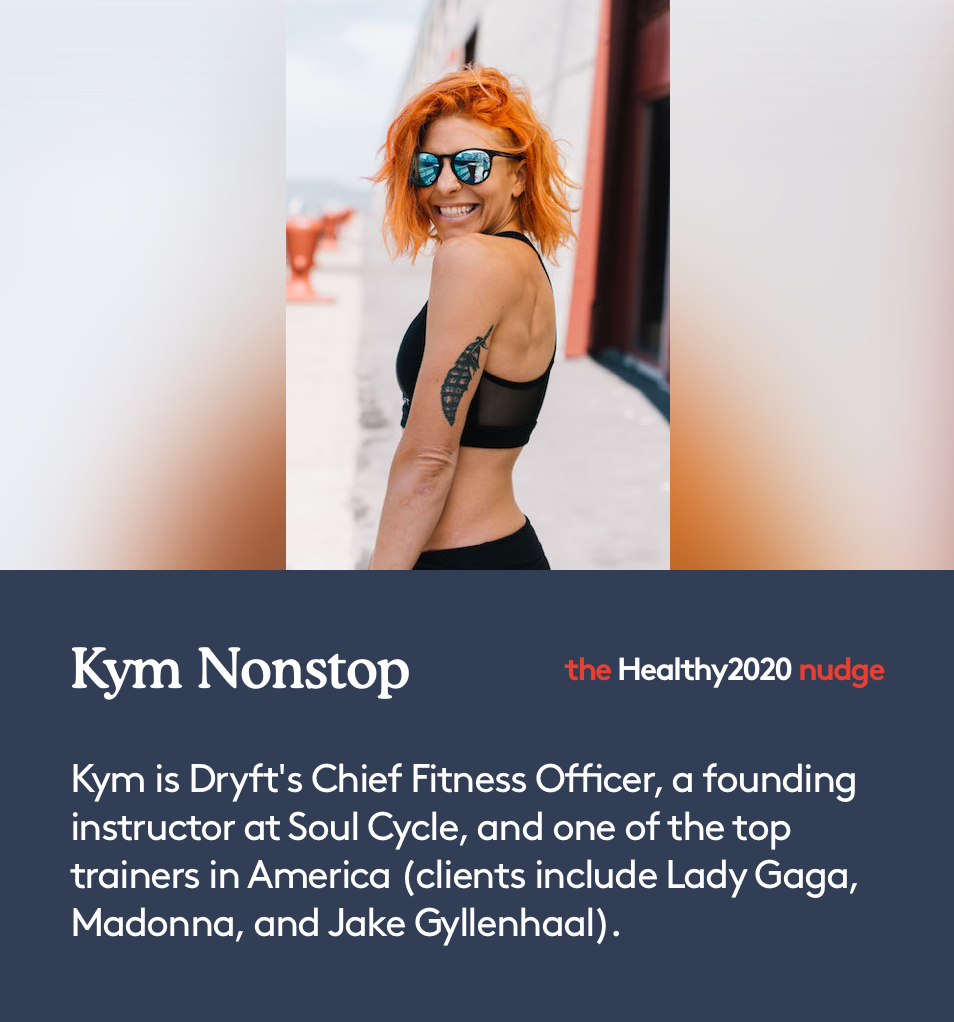 Kym Nonstop
the Healthy2020 nudge
Kym is Dryft's Chief Fitness Officer, a founding
instructor at Soul Cycle, and one of the top
trainers in America (clients include Lady Gaga,
Madonna, and Jake Gyllenhaal).